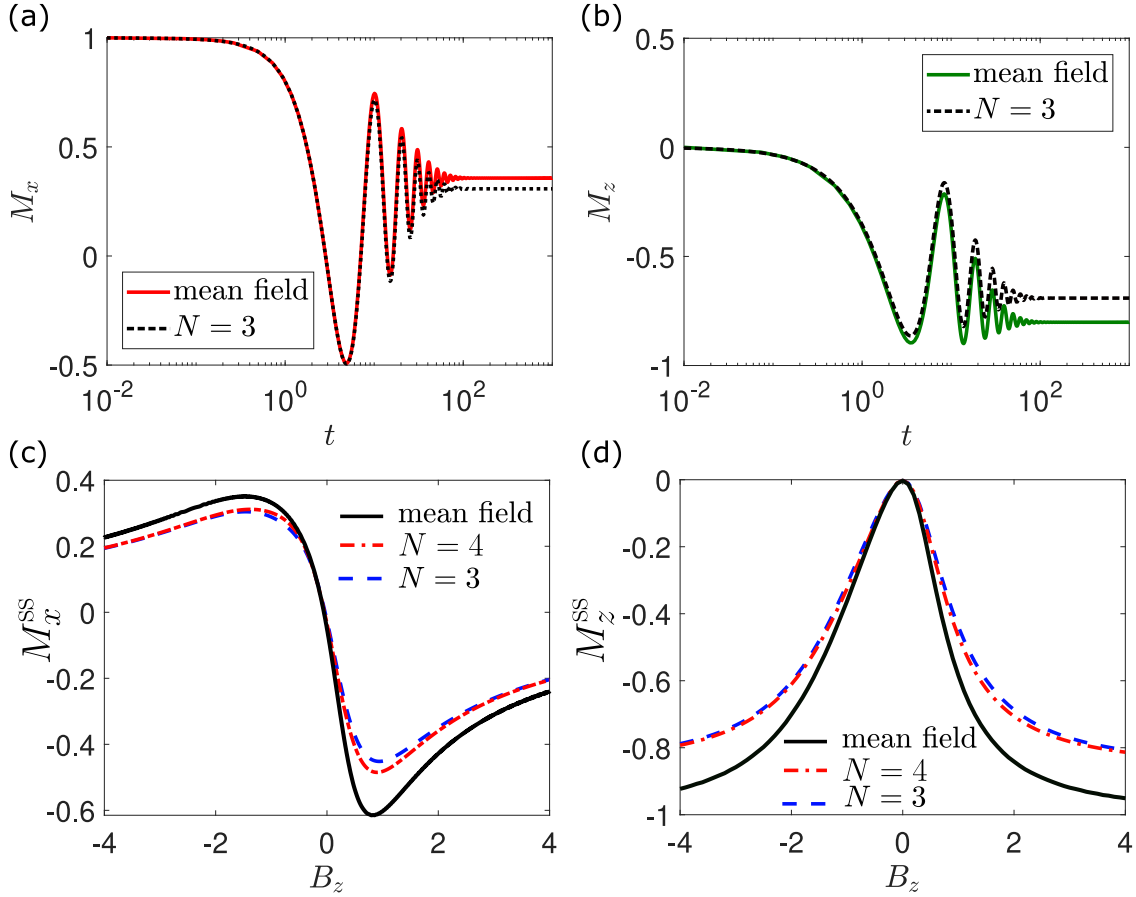 (a)
1
0.5
0
-0.5
M_x
mean field
N = 3
10^-2
10^0
10^2
t
(b)
0.5
0
-0.5
-1
M_z
mean field
N = 3
10^-2
10^0
10^2
t
(c)
0.4
0.2
0
-0.2
-0.4
-0.6
M_x^ss
mean field
N = 4
N = 3
-4
-2
0
2
4
B_z
(d)
0
-0.2
-0.4
-0.6
-0.8
-1
M_z^ss
mean field
N = 4
N = 3
-4
-2
0
2
4
B_z